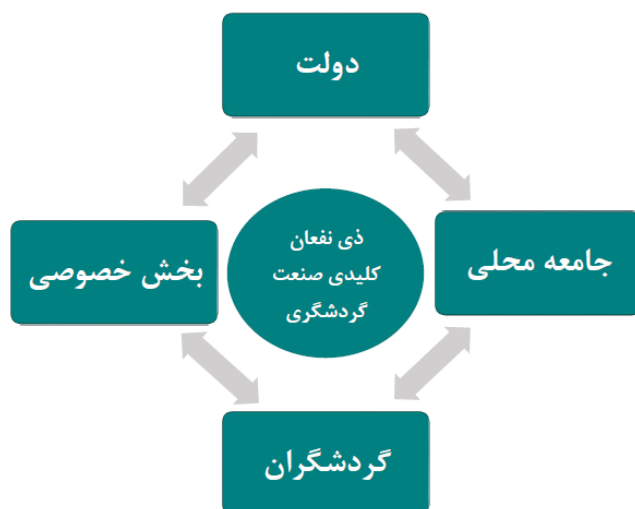 دولت
جامعه محلی
ذی نفعان
کلیدی صنعت
گردشگری
بخش خصوصی
گردشگران